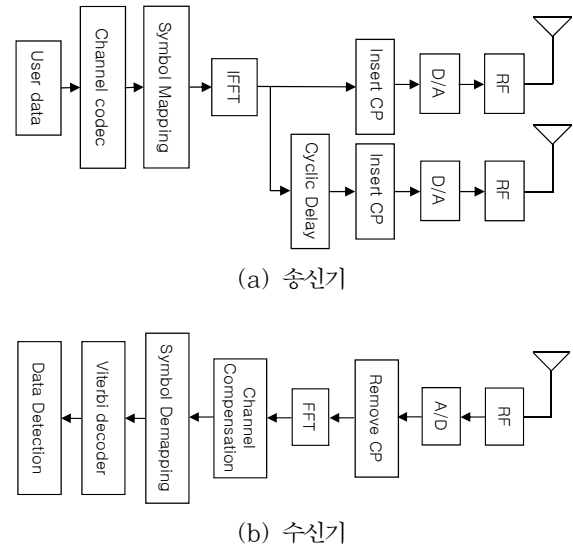 User data
Channel codec
Symbol Mapping
IFFT
Insert CP
D/A
RF
Cyclic Delay
Insert CP
D/A
RF
(a) 송신기
Data Detection
Viterbi decoder
Symbol Demapping
Channel
Compensation
FFT
Remove CP
A/D
RF
(b) 수신기